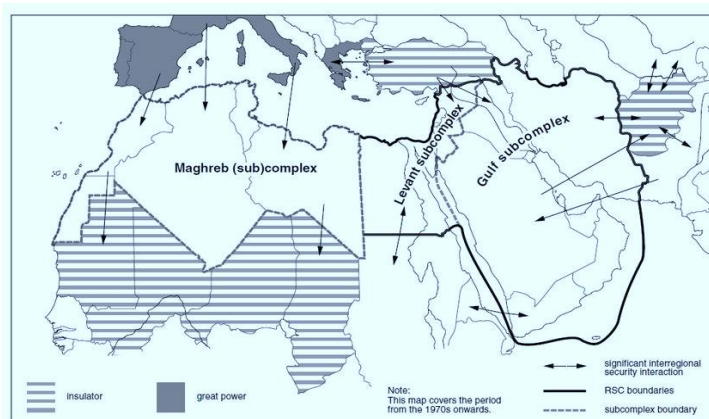 Maghreb (sub)complex
Levant subcomplex
Gulf subcomplex
insulator
great power
Note:
This map covers the period
from the 1970s onwards.
significant interregional
security interaction
RSC boundaries
subcomplex boundary